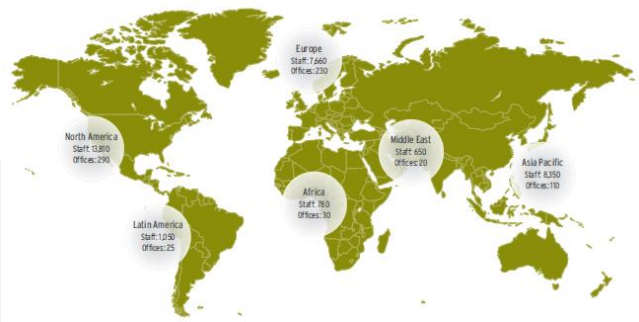 Europe
Staff: 7,660
Offices: 230
North America
Staff: 13,810
Offices: 290
Middle East
Staff: 650
Offices: 20
Asia Pacific
Staff: 8,350
Offices: 110
Africa
Staff: 780
Offices: 30
Latin America
Staff: 1,050
Offices: 25